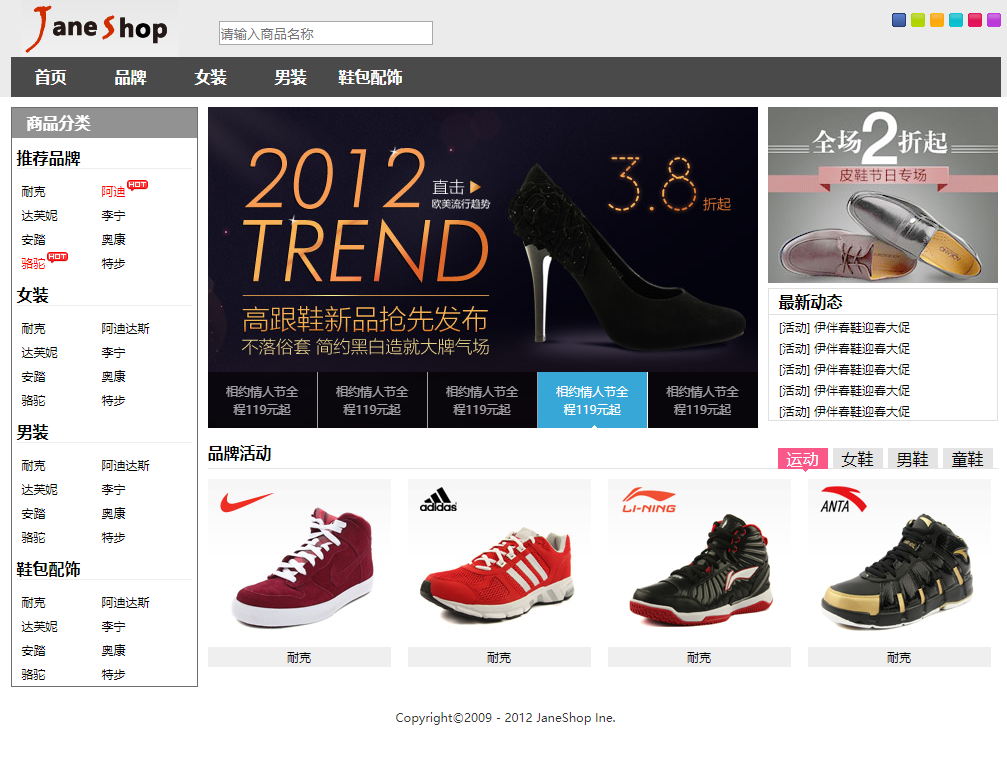 Jane Shop
请输入商品名称
首页 品牌 女装 男装 鞋包配饰
商品分类
推荐品牌
耐克 阿迪 HOT
达芙妮 李宁
安踏 奥康
骆驼 HOT 特步
女装
耐克 阿迪达斯
达芙妮 李宁
安踏 奥康
骆驼 特步
男装
耐克 阿迪达斯
达芙妮 李宁
安踏 奥康
骆驼 特步
鞋包配饰
耐克 阿迪达斯
达芙妮 李宁
安踏 奥康
骆驼 特步
2012
直击
欧美流行趋势
TREND
3.8折起
高跟鞋新品抢先发布
不落俗套 简约黑白造就大牌气场
相约情人节全
程119元起
相约情人节全
程119元起
相约情人节全
程119元起
相约情人节全
程119元起
相约情人节全
程119元起
全场2折起
皮鞋节日专场
最新动态
[活动] 伊伴春鞋迎春大促
[活动] 伊伴春鞋迎春大促
[活动] 伊伴春鞋迎春大促
[活动] 伊伴春鞋迎春大促
[活动] 伊伴春鞋迎春大促
品牌活动
运动 女鞋 男鞋 童鞋
adidas
LI-NING
ANTA
耐克 耐克 耐克 耐克
Copyright©2009 - 2012 JaneShop Ine.